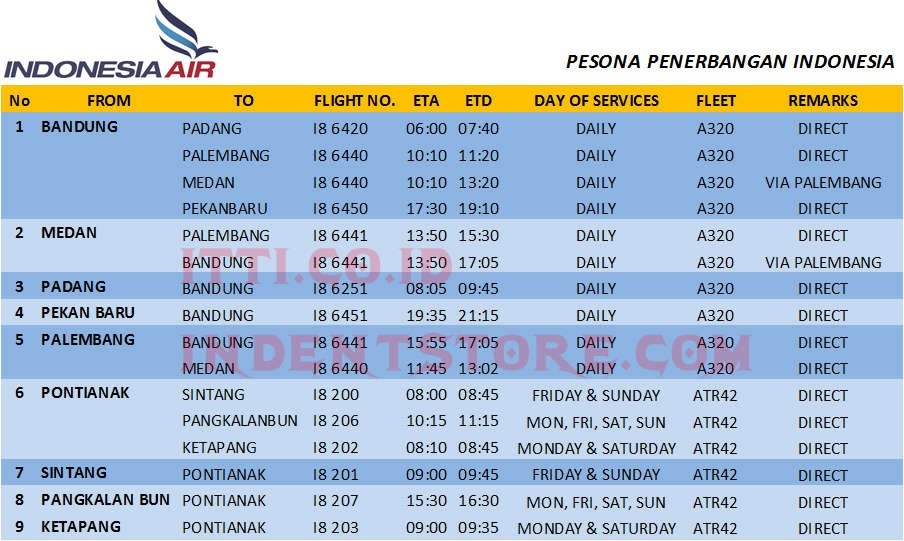 INDONESIA AIR
PESONA PENERBANGAN INDONESIA
No FROM TO FLIGHT NO. ETA ETD DAY OF SERVICES FLEET REMARKS
1 BANDUNG PADANG I8 6420 06:00 07:40 DAILY A320 DIRECT
PALEMBANG I8 6440 10:10 11:20 DAILY A320 DIRECT
MEDAN I8 6440 10:10 13:20 DAILY A320 VIA PALEMBANG
PEKANBARU I8 6450 17:30 19:10 DAILY A320 DIRECT
2 MEDAN PALEMBANG I8 6441 13:50 15:30 DAILY A320 DIRECT
BANDUNG I8 6441 13:50 17:05 DAILY A320 VIA PALEMBANG
ITTI.CO.ID
3 PADANG BANDUNG I8 6251 08:05 09:45 DAILY A320 DIRECT
4 PEKAN BARU BANDUNG I8 6451 19:35 21:15 DAILY A320 DIRECT
5 PALEMBANG BANDUNG I8 6441 15:55 17:05 DAILY A320 DIRECT
INDENTSTORE.COM
MEDAN I8 6440 11:45 13:02 DAILY A320 DIRECT
6 PONTIANAK SINTANG I8 200 08:00 08:45 FRIDAY & SUNDAY ATR42 DIRECT
PANGKALANBUN I8 206 10:15 11:15 MON, FRI, SAT, SUN ATR42 DIRECT
KETAPANG I8 202 08:10 08:45 MONDAY & SATURDAY ATR42 DIRECT
7 SINTANG PONTIANAK I8 201 09:00 09:45 FRIDAY & SUNDAY ATR42 DIRECT
8 PANGKALAN BUN PONTIANAK I8 207 15:30 16:30 MON, FRI, SAT, SUN ATR42 DIRECT
9 KETAPANG PONTIANAK I8 203 09:00 09:35 MONDAY & SATURDAY ATR42 DIRECT